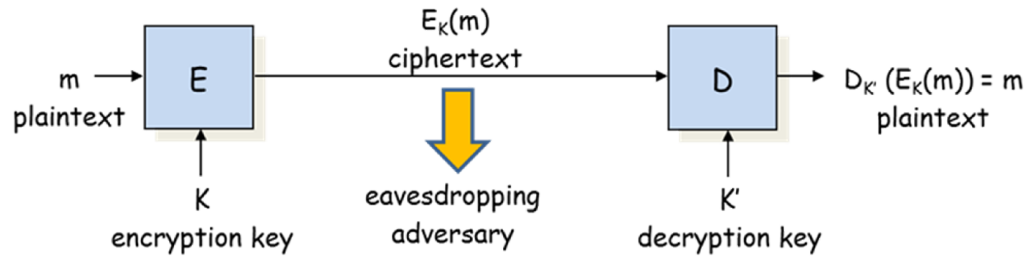 m
plaintext
E
K
encryption key
E_K(m)
ciphertext
eavesdropping
adversary
D
K'
decryption key
D_K' (E_K(m)) = m
plaintext